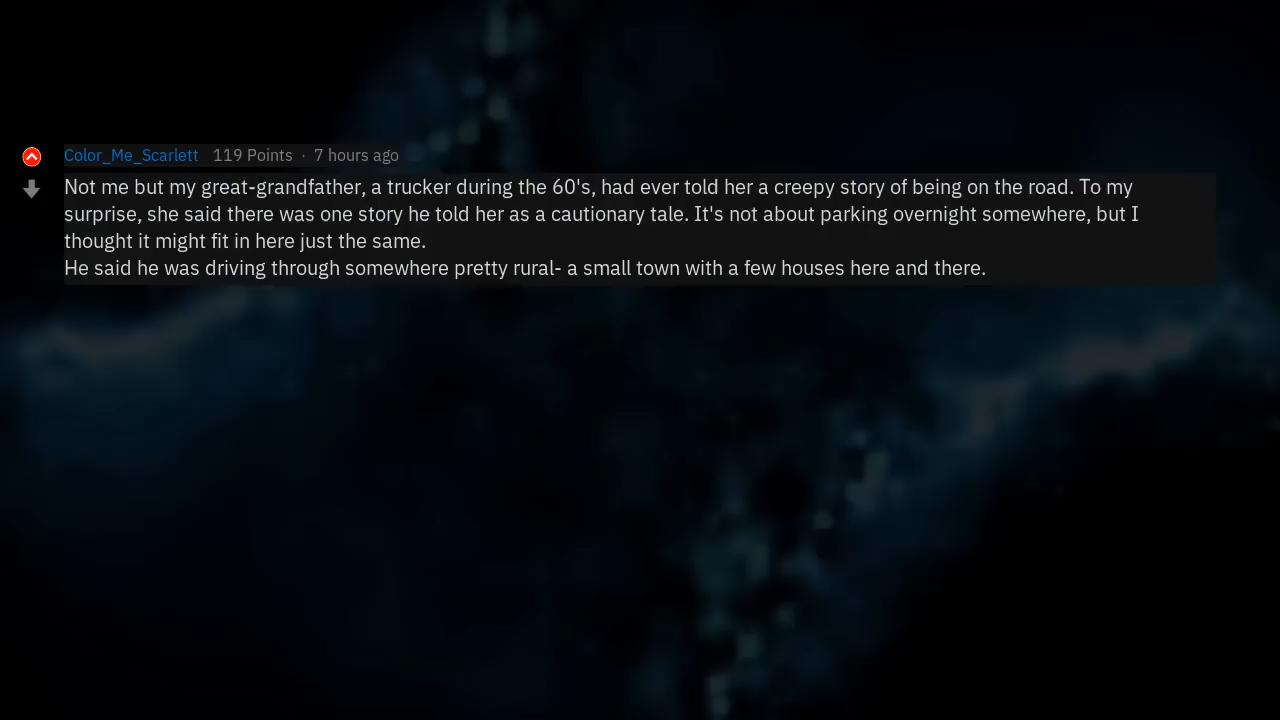 Color_Me_Scarlett 119 Points · 7 hours ago
Not me but my great-grandfather, a trucker during the 60's, had ever told her a creepy story of being on the road. To my
surprise, she said there was one story he told her as a cautionary tale. It's not about parking overnight somewhere, but I
thought it might fit in here just the same.
He said he was driving through somewhere pretty rural- a small town with a few houses here and there.